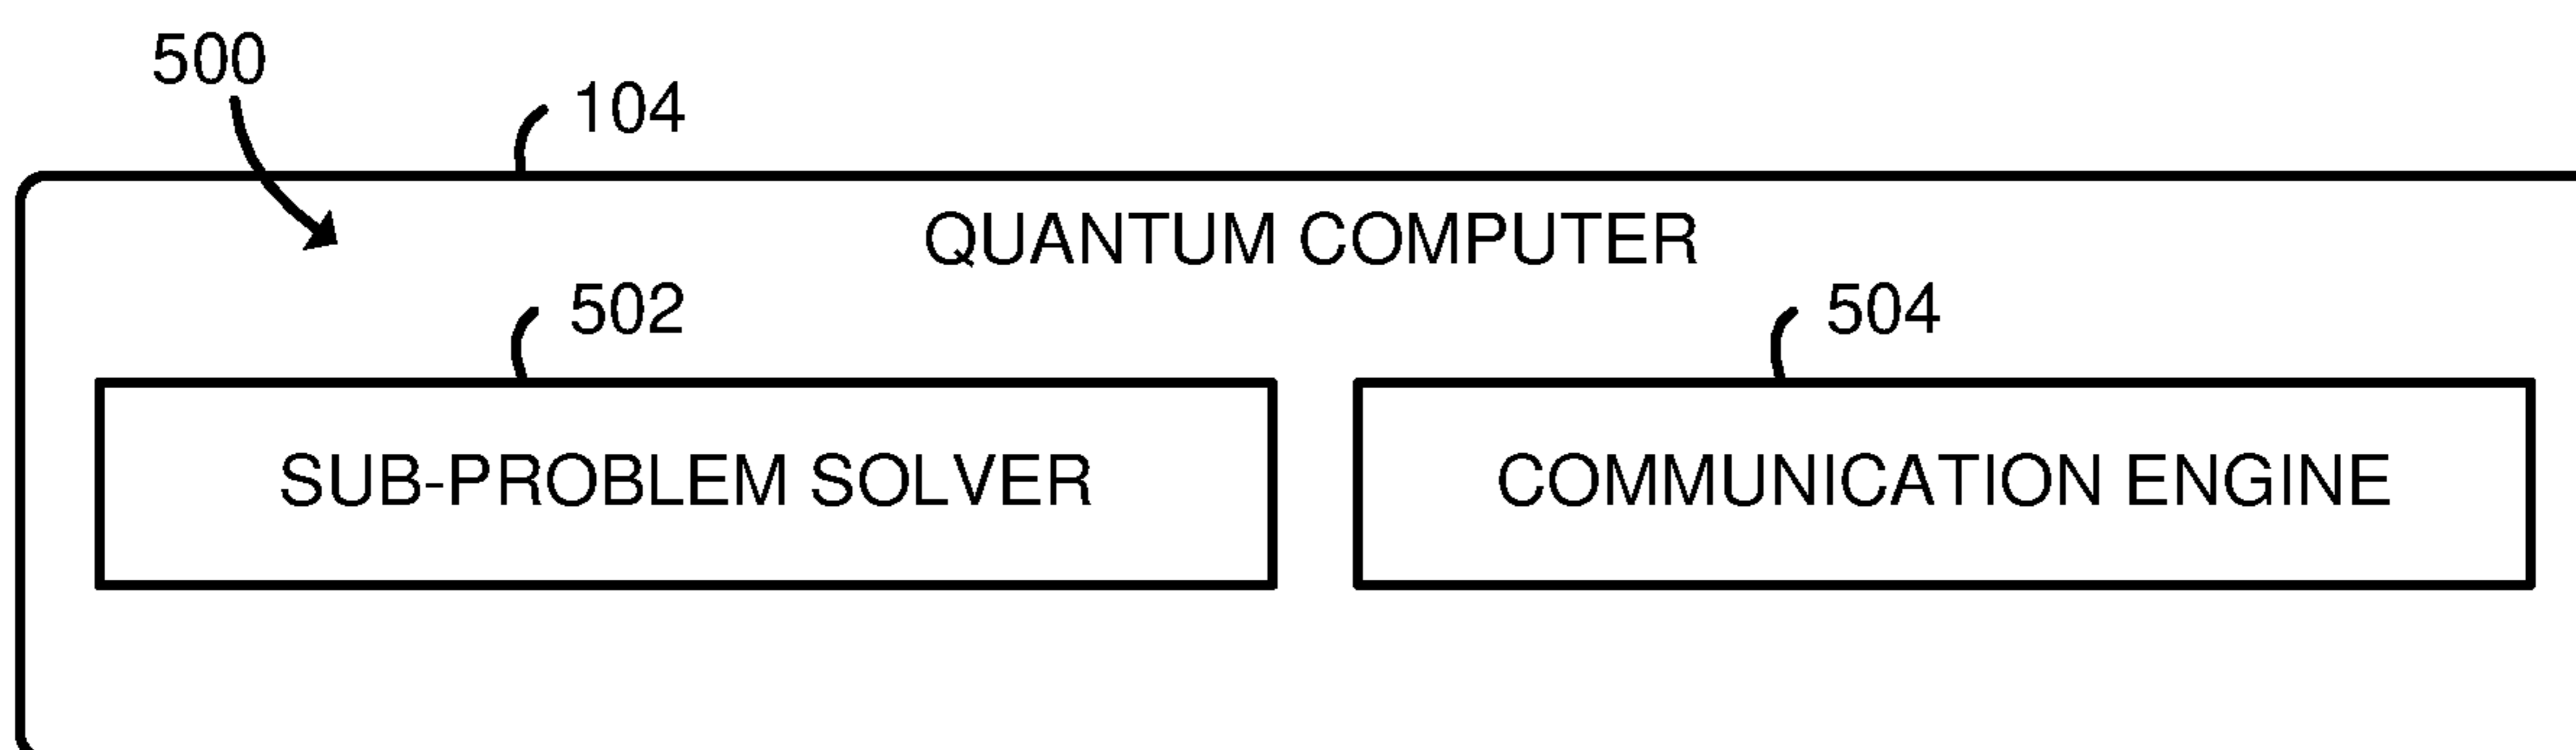 500
104
QUANTUM COMPUTER
502
504
SUB-PROBLEM SOLVER
COMMUNICATION ENGINE